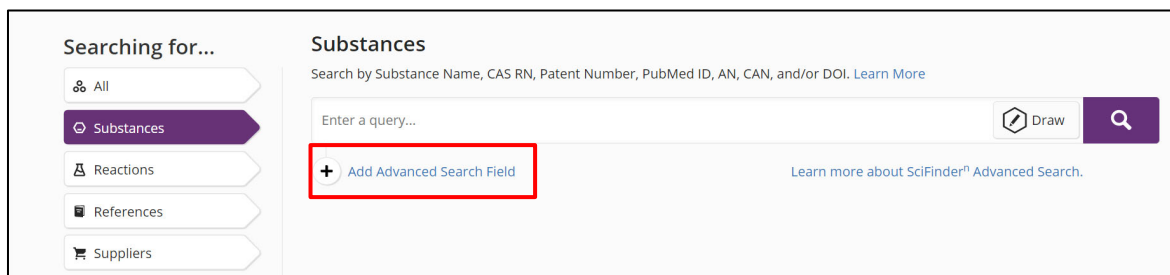 Searching for...
All
Substances
Reactions
References
Suppliers
Substances
Search by Substance Name, CAS RN, Patent Number, PubMed ID, AN, CAN, and/or DOI. Learn More
Enter a query...
Draw
Add Advanced Search Field
Learn more about SciFinderⁿ Advanced Search.